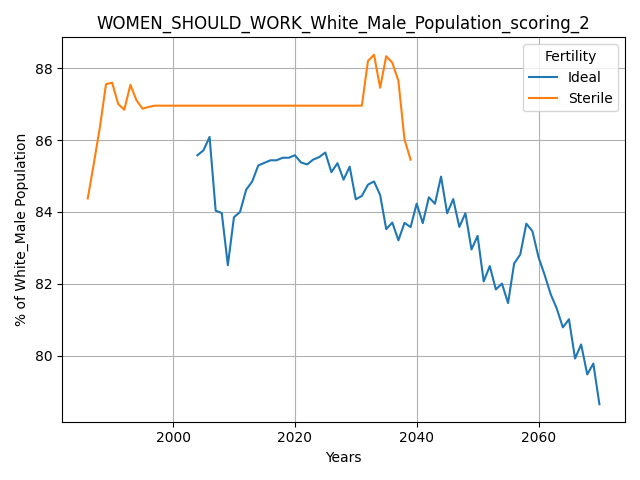 WOMEN_SHOULD_WORK_White_Male_Population_scoring_2
Fertility
Ideal
Sterile
% of White_Male Population
88
86
84
82
80
2000 2020 2040 2060
Years